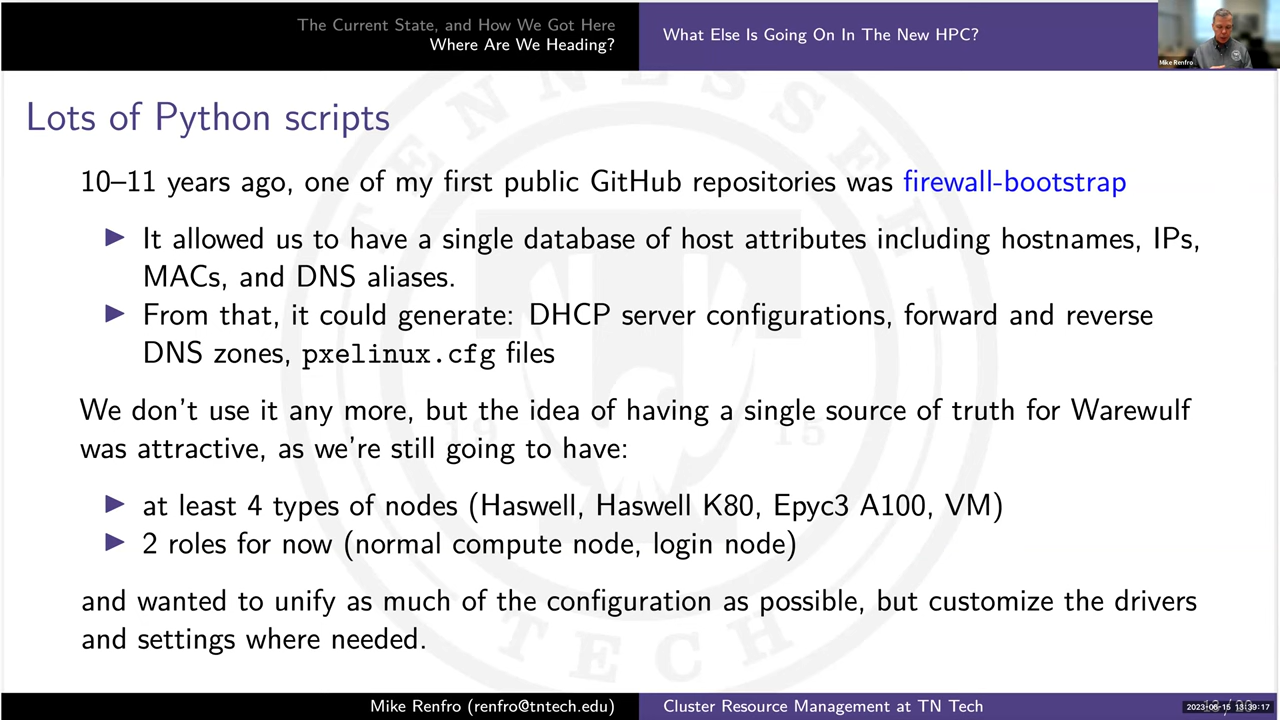 The Current State, and How We Got Here
Where Are We Heading?
What Else Is Going On In The New HPC?
Mike Renfro
Lots of Python scripts
10–11 years ago, one of my first public GitHub repositories was firewall-bootstrap
It allowed us to have a single database of host attributes including hostnames, IPs,
MACs, and DNS aliases.
From that, it could generate: DHCP server configurations, forward and reverse
DNS zones, pxelinux.cfg files
We don't use it any more, but the idea of having a single source of truth for Warewulf
was attractive, as we're still going to have:
at least 4 types of nodes (Haswell, Haswell K80, Epyc3 A100, VM)
2 roles for now (normal compute node, login node)
and wanted to unify as much of the configuration as possible, but customize the drivers
and settings where needed.
TENNESSEE
TECH
Mike Renfro (renfro@tntech.edu)
Cluster Resource Management at TN Tech
2023-06-15 13:39:17